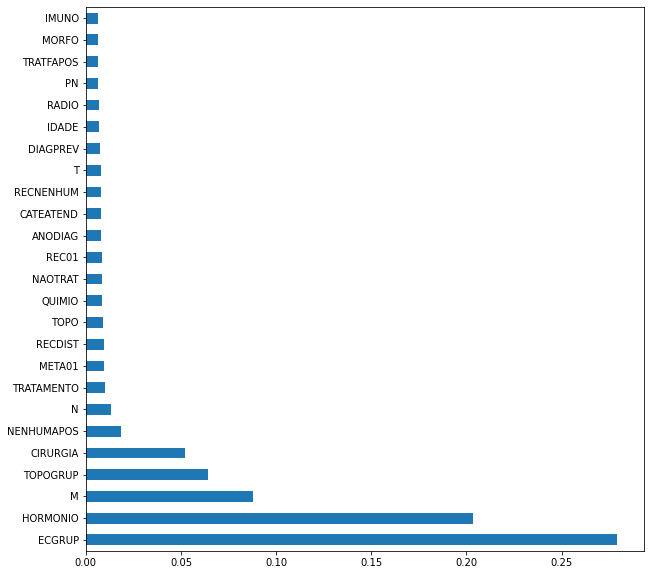 IMUNO
MORFO
TRATFAPOS
PN
RADIO
IDADE
DIAGPREV
T
RECNENHUM
CATEATEND
ANODIAG
REC01
NAOTRAT
QUIMIO
TOPO
RECDIST
META01
TRATAMENTO
N
NENHUMAPOS
CIRURGIA
TOPOGRUP
M
HORMONIO
ECGRUP
0.00 0.05 0.10 0.15 0.20 0.25